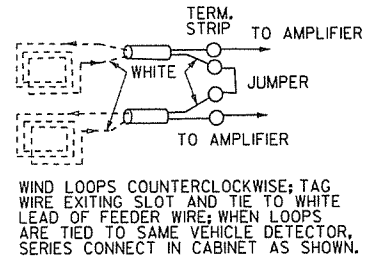 TERM.
STRIP
TO AMPLIFIER
WHITE
JUMPER
TO AMPLIFIER
WIND LOOPS COUNTERCLOCKWISE; TAG
WIRE EXITING SLOT AND TIE TO WHITE
LEAD OF FEEDER WIRE; WHEN LOOPS
ARE TIED TO SAME VEHICLE DETECTOR,
SERIES CONNECT IN CABINET AS SHOWN.